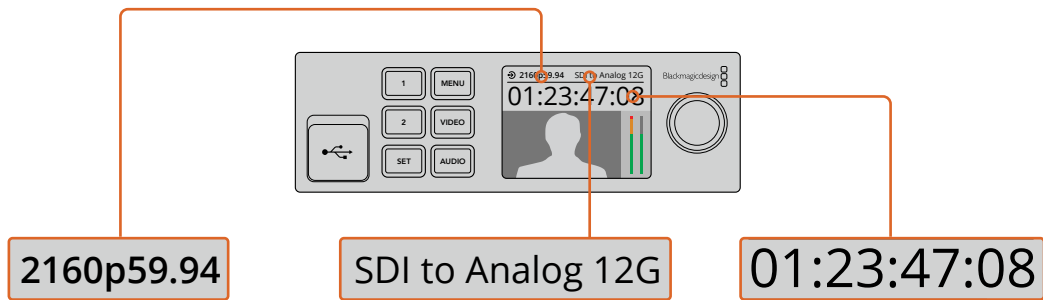 2160p59.94 SDI to Analog 12G
01:23:47:08
1 MENU
2 VIDEO
SET AUDIO
Blackmagicdesign
2160p59.94
SDI to Analog 12G
01:23:47:08